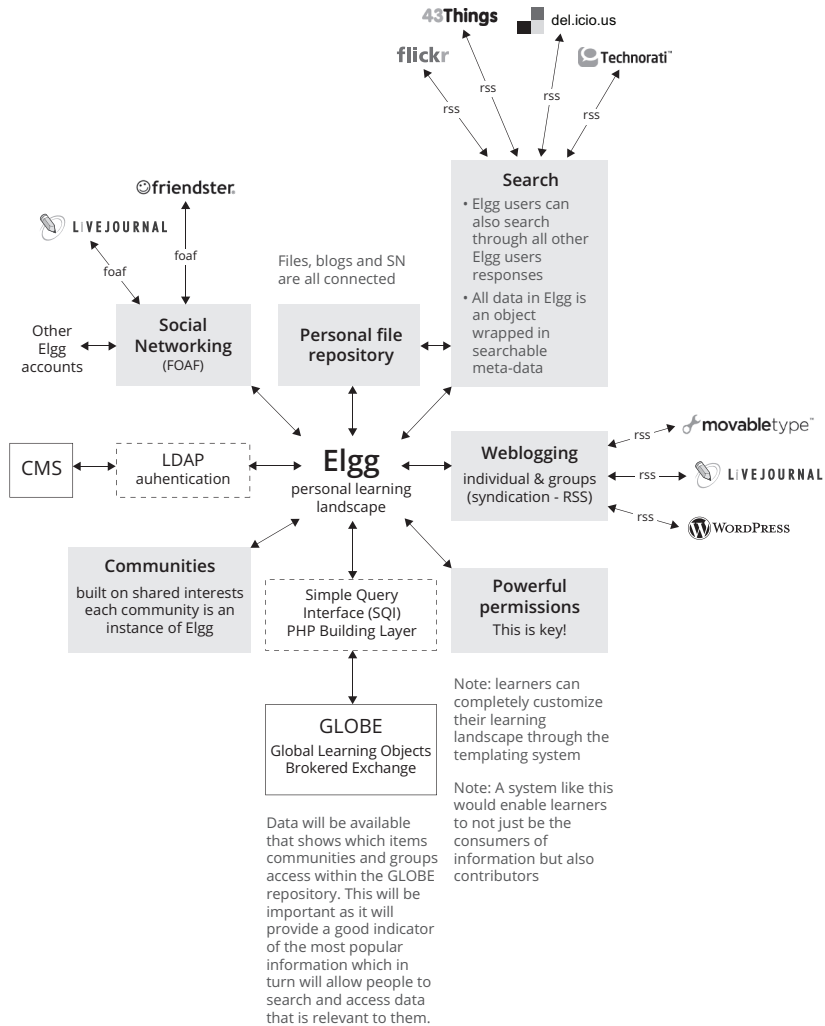 43Things
del.icio.us
flickr
Technorati™
rss
rss
rss
rss
Search
• Elgg users can
also search
through all other
Elgg users
responses
• All data in Elgg is
an object
wrapped in
searchable
meta-data
friendster.
LiVEJOURNAL
foaf
foaf
Files, blogs and SN
are all connected
Other
Elgg
accounts
Social
Networking
(FOAF)
Personal file
repository
CMS
LDAP
auhentication
Elgg
personal learning
landscape
Weblogging
individual & groups
(syndication - RSS)
rss
movabletype™
rss
LiVEJOURNAL
rss
WORDPRESS
Communities
built on shared interests
each community is an
instance of Elgg
Simple Query
Interface (SQI)
PHP Building Layer
Powerful
permissions
This is key!
GLOBE
Global Learning Objects
Brokered Exchange
Note: learners can
completely customize
their learning
landscape through the
templating system
Note: A system like this
would enable learners
to not just be the
consumers of
information but also
contributors
Data will be available
that shows which items
communities and groups
access within the GLOBE
repository. This will be
important as it will
provide a good indicator
of the most popular
information which in
turn will allow people to
search and access data
that is relevant to them.